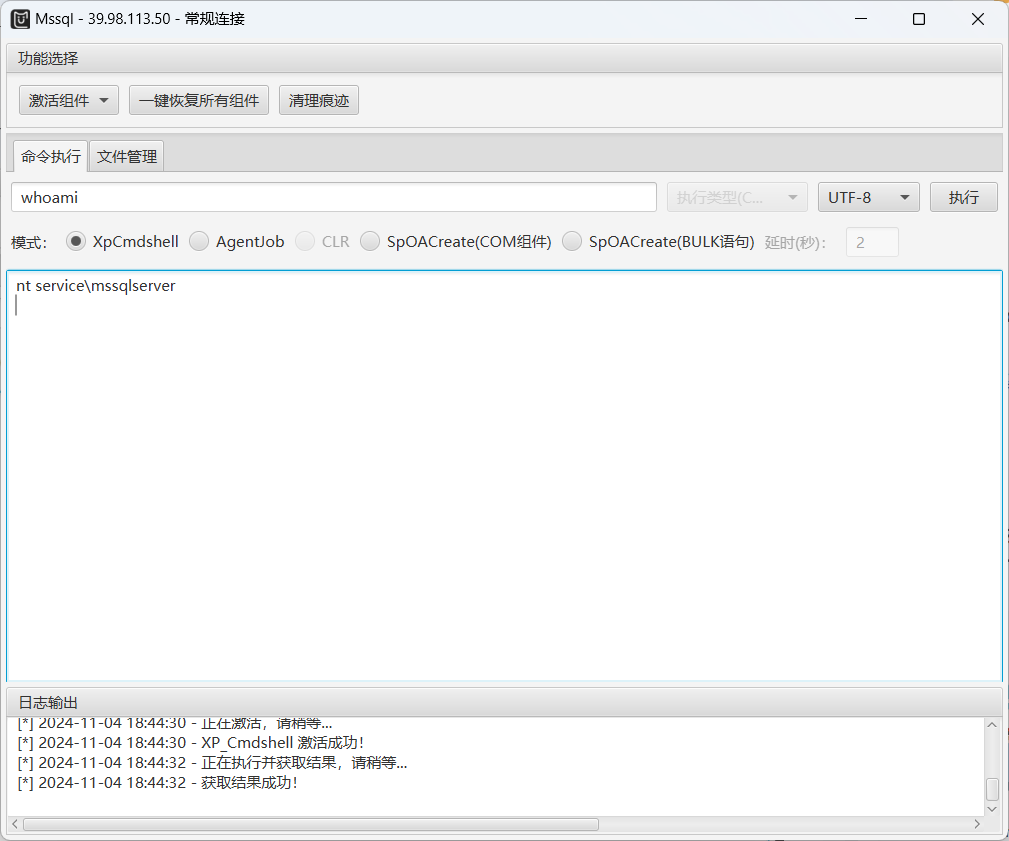 Mssql - 39.98.113.50 - 常规连接
功能选择
激活组件 一键恢复所有组件 清理痕迹
命令执行 文件管理
whoami 执行类型(C... UTF-8 执行
模式: XpCmdshell AgentJob CLR SpOACreate(COM组件) SpOACreate(BULK语句) 延时(秒): 2
nt service\mssqlserver
日志输出
[*] 2024-11-04 18:44:30 - 正在激活，请稍等...
[*] 2024-11-04 18:44:30 - XP_Cmdshell 激活成功！
[*] 2024-11-04 18:44:32 - 正在执行并获取结果，请稍等...
[*] 2024-11-04 18:44:32 - 获取结果成功！